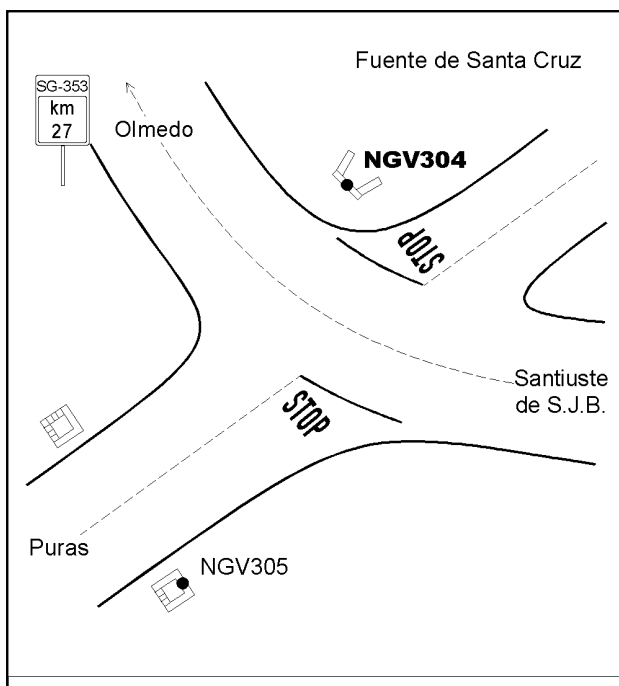 Fuente de Santa Cruz
SG-353
km
27
Olmedo
NGV304
STOP
Santiuste
de S.J.B.
STOP
Puras
NGV305